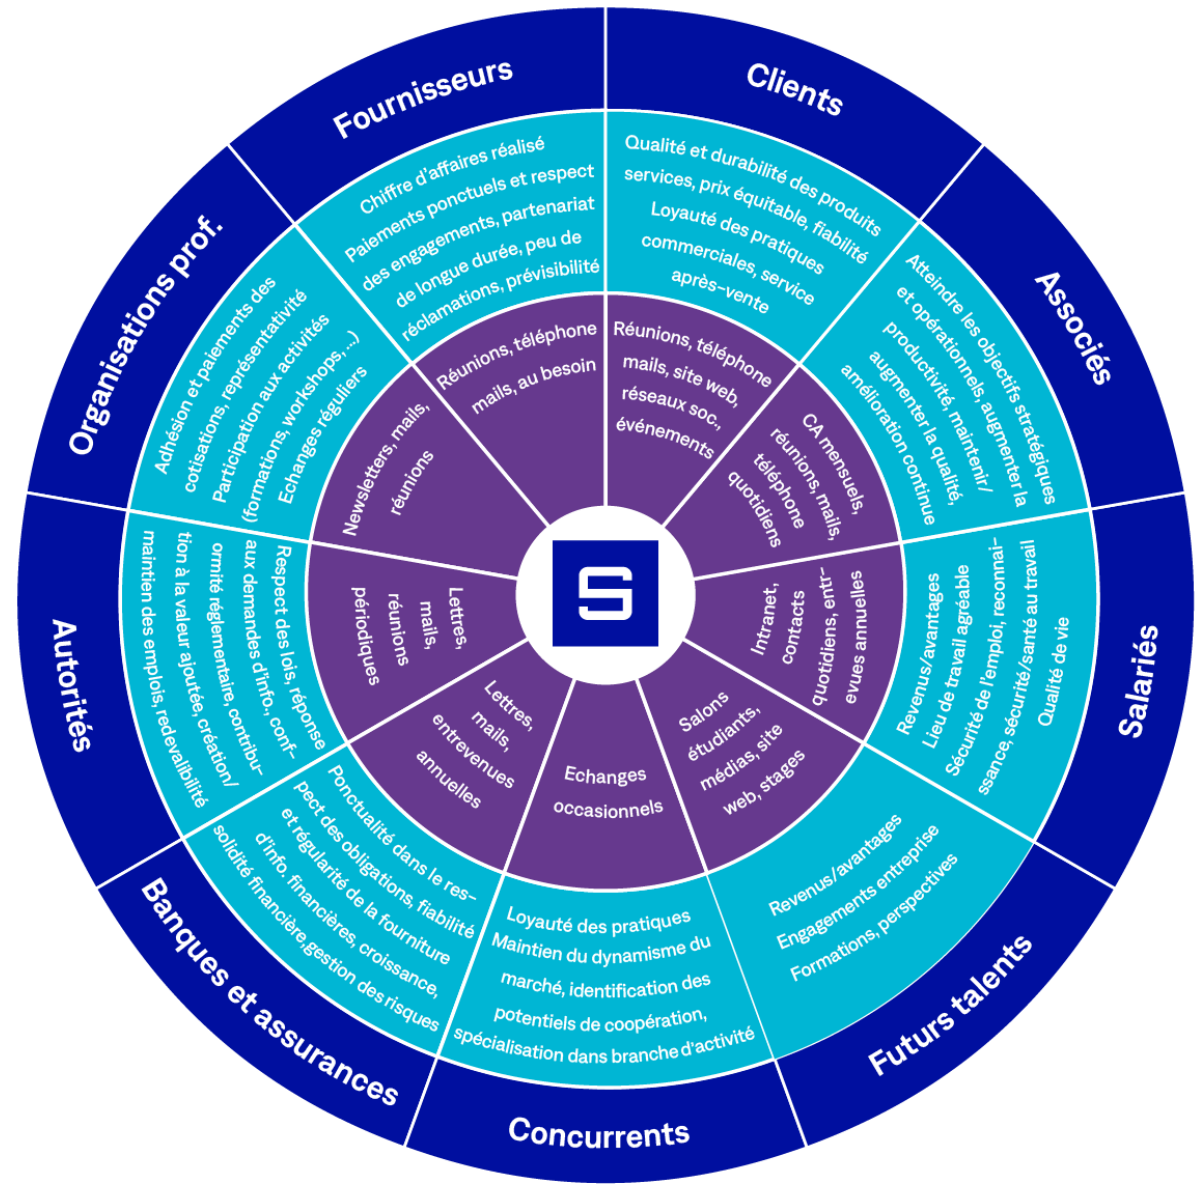 Clients
Qualité et durabilité des produits
services, prix équitable, fiabilité
Loyauté des pratiques
commerciales, service
après-vente
Réunions, téléphone
mails, site web,
réseaux soc.,
événements
Associés
Atteindre les objectifs stratégiques
et opérationnels, augmenter la
productivité, maintenir/
augmenter la qualité,
amélioration continue
CA mensuels,
réunions, mails,
téléphone
quotidiens
Salariés
Revenus/avantages
Lieu de travail agréable
Sécurité de l'emploi, reconnai-
ssance, sécurité/santé au travail
Qualité de vie
Intranet,
contacts
quotidiens, entr-
evues annuelles
Futurs talents
Revenus/avantages
Engagements entreprise
Formations, perspectives
Salons
étudiants,
médias, site
web, stages
Concurrents
Loyauté des pratiques
Maintien du dynamisme du
marché, identification des
potentiels de coopération,
spécialisation dans branche d'activité
Echanges
occasionnels
Banques et assurances
Ponctualité dans le res-
pect des obligations, fiabilité
et régularité de la fourniture
d'info. financières, croissance,
solidité financière,gestion des risques
Lettres,
mails,
entrevenues
annuelles
Autorités
Respect des lois, réponse
aux demandes d'info., conf-
ormité réglementaire, contribu-
tion à la valeur ajoutée, création/
maintien des emplois, redevalibilité
Lettres,
mails,
réunions
périodiques
Organisations prof.
Adhésion et paiements des
cotisations, représentativité
Participation aux activités
(formations, workshops, ...)
Echanges réguliers
Newsletters, mails,
réunions
Fournisseurs
Chiffre d'affaires réalisé
Paiements ponctuels et respect
des engagements, partenariat
de longue durée, peu de
réclamations, prévisibilité
Réunions, téléphone
mails, au besoin
S